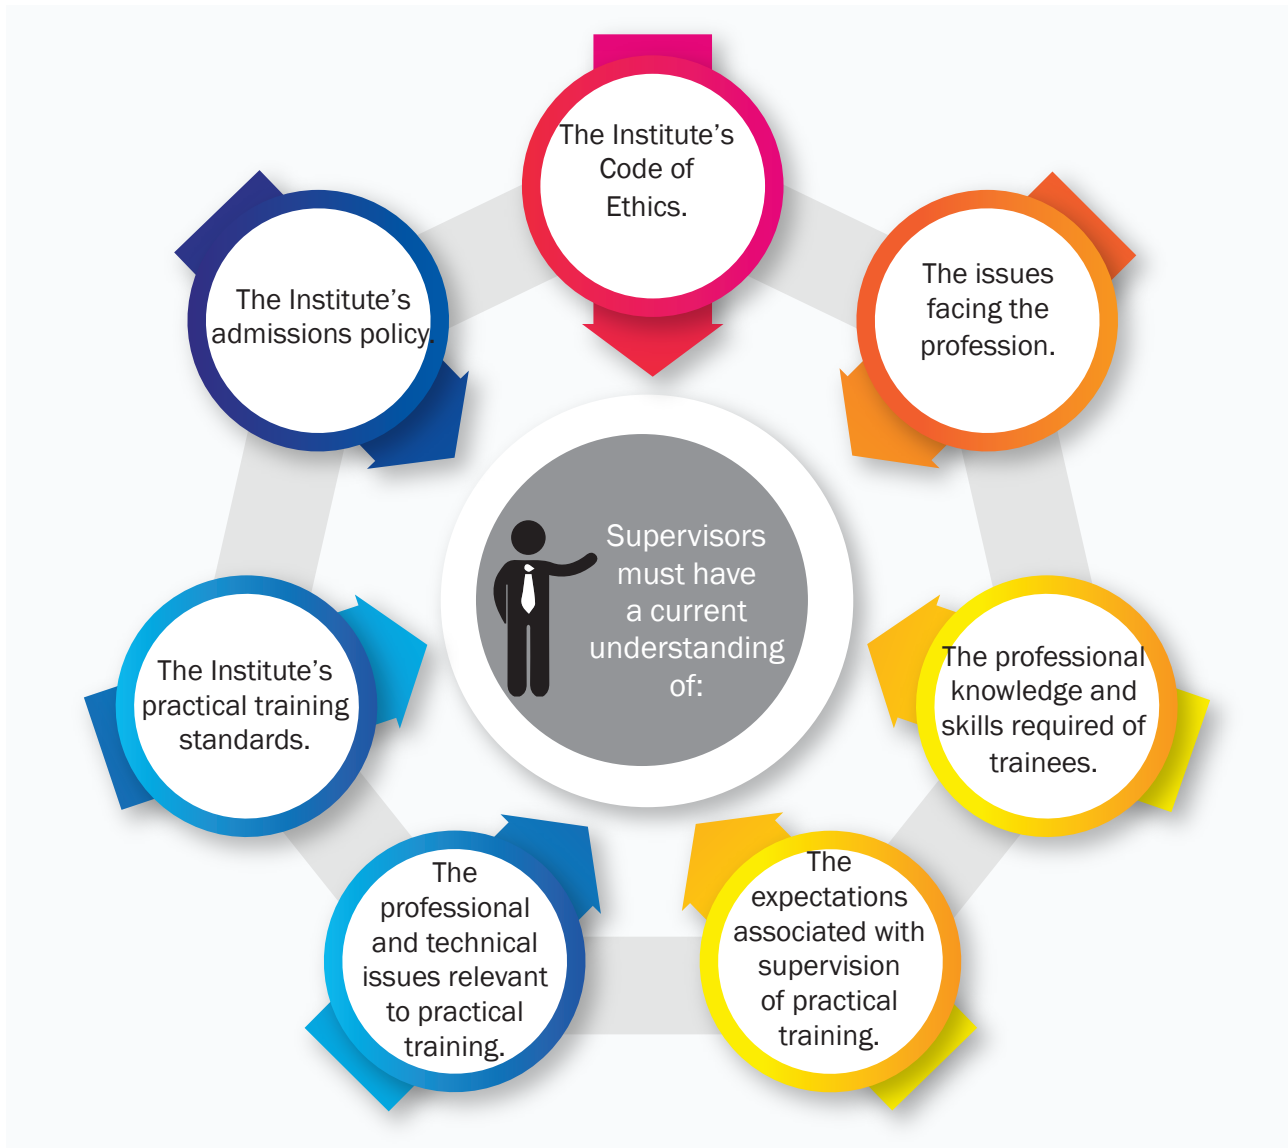 The Institute’s
Code of
Ethics.
The issues
facing the
profession.
The professional
knowledge and
skills required of
trainees.
The
expectations
associated with
supervision
of practical
training.
The
professional
and technical
issues relevant
to practical
training.
The Institute’s
practical training
standards.
The Institute’s
admissions policy.
Supervisors
must have
a current
understanding
of: